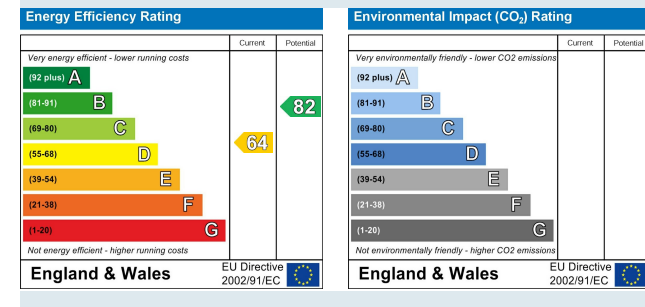 Energy Efficiency Rating
Current Potential
Very energy efficient - lower running costs
(92 plus) A
(81-91) B
(69-80) C
(55-68) D
(39-54) E
(21-38) F
(1-20) G
64
82
Not energy efficient - higher running costs
England & Wales
EU Directive
2002/91/EC
Environmental Impact (CO₂) Rating
Current Potential
Very environmentally friendly - lower CO2 emissions
(92 plus) A
(81-91) B
(69-80) C
(55-68) D
(39-54) E
(21-38) F
(1-20) G
Not environmentally friendly - higher CO2 emissions
England & Wales
EU Directive
2002/91/EC